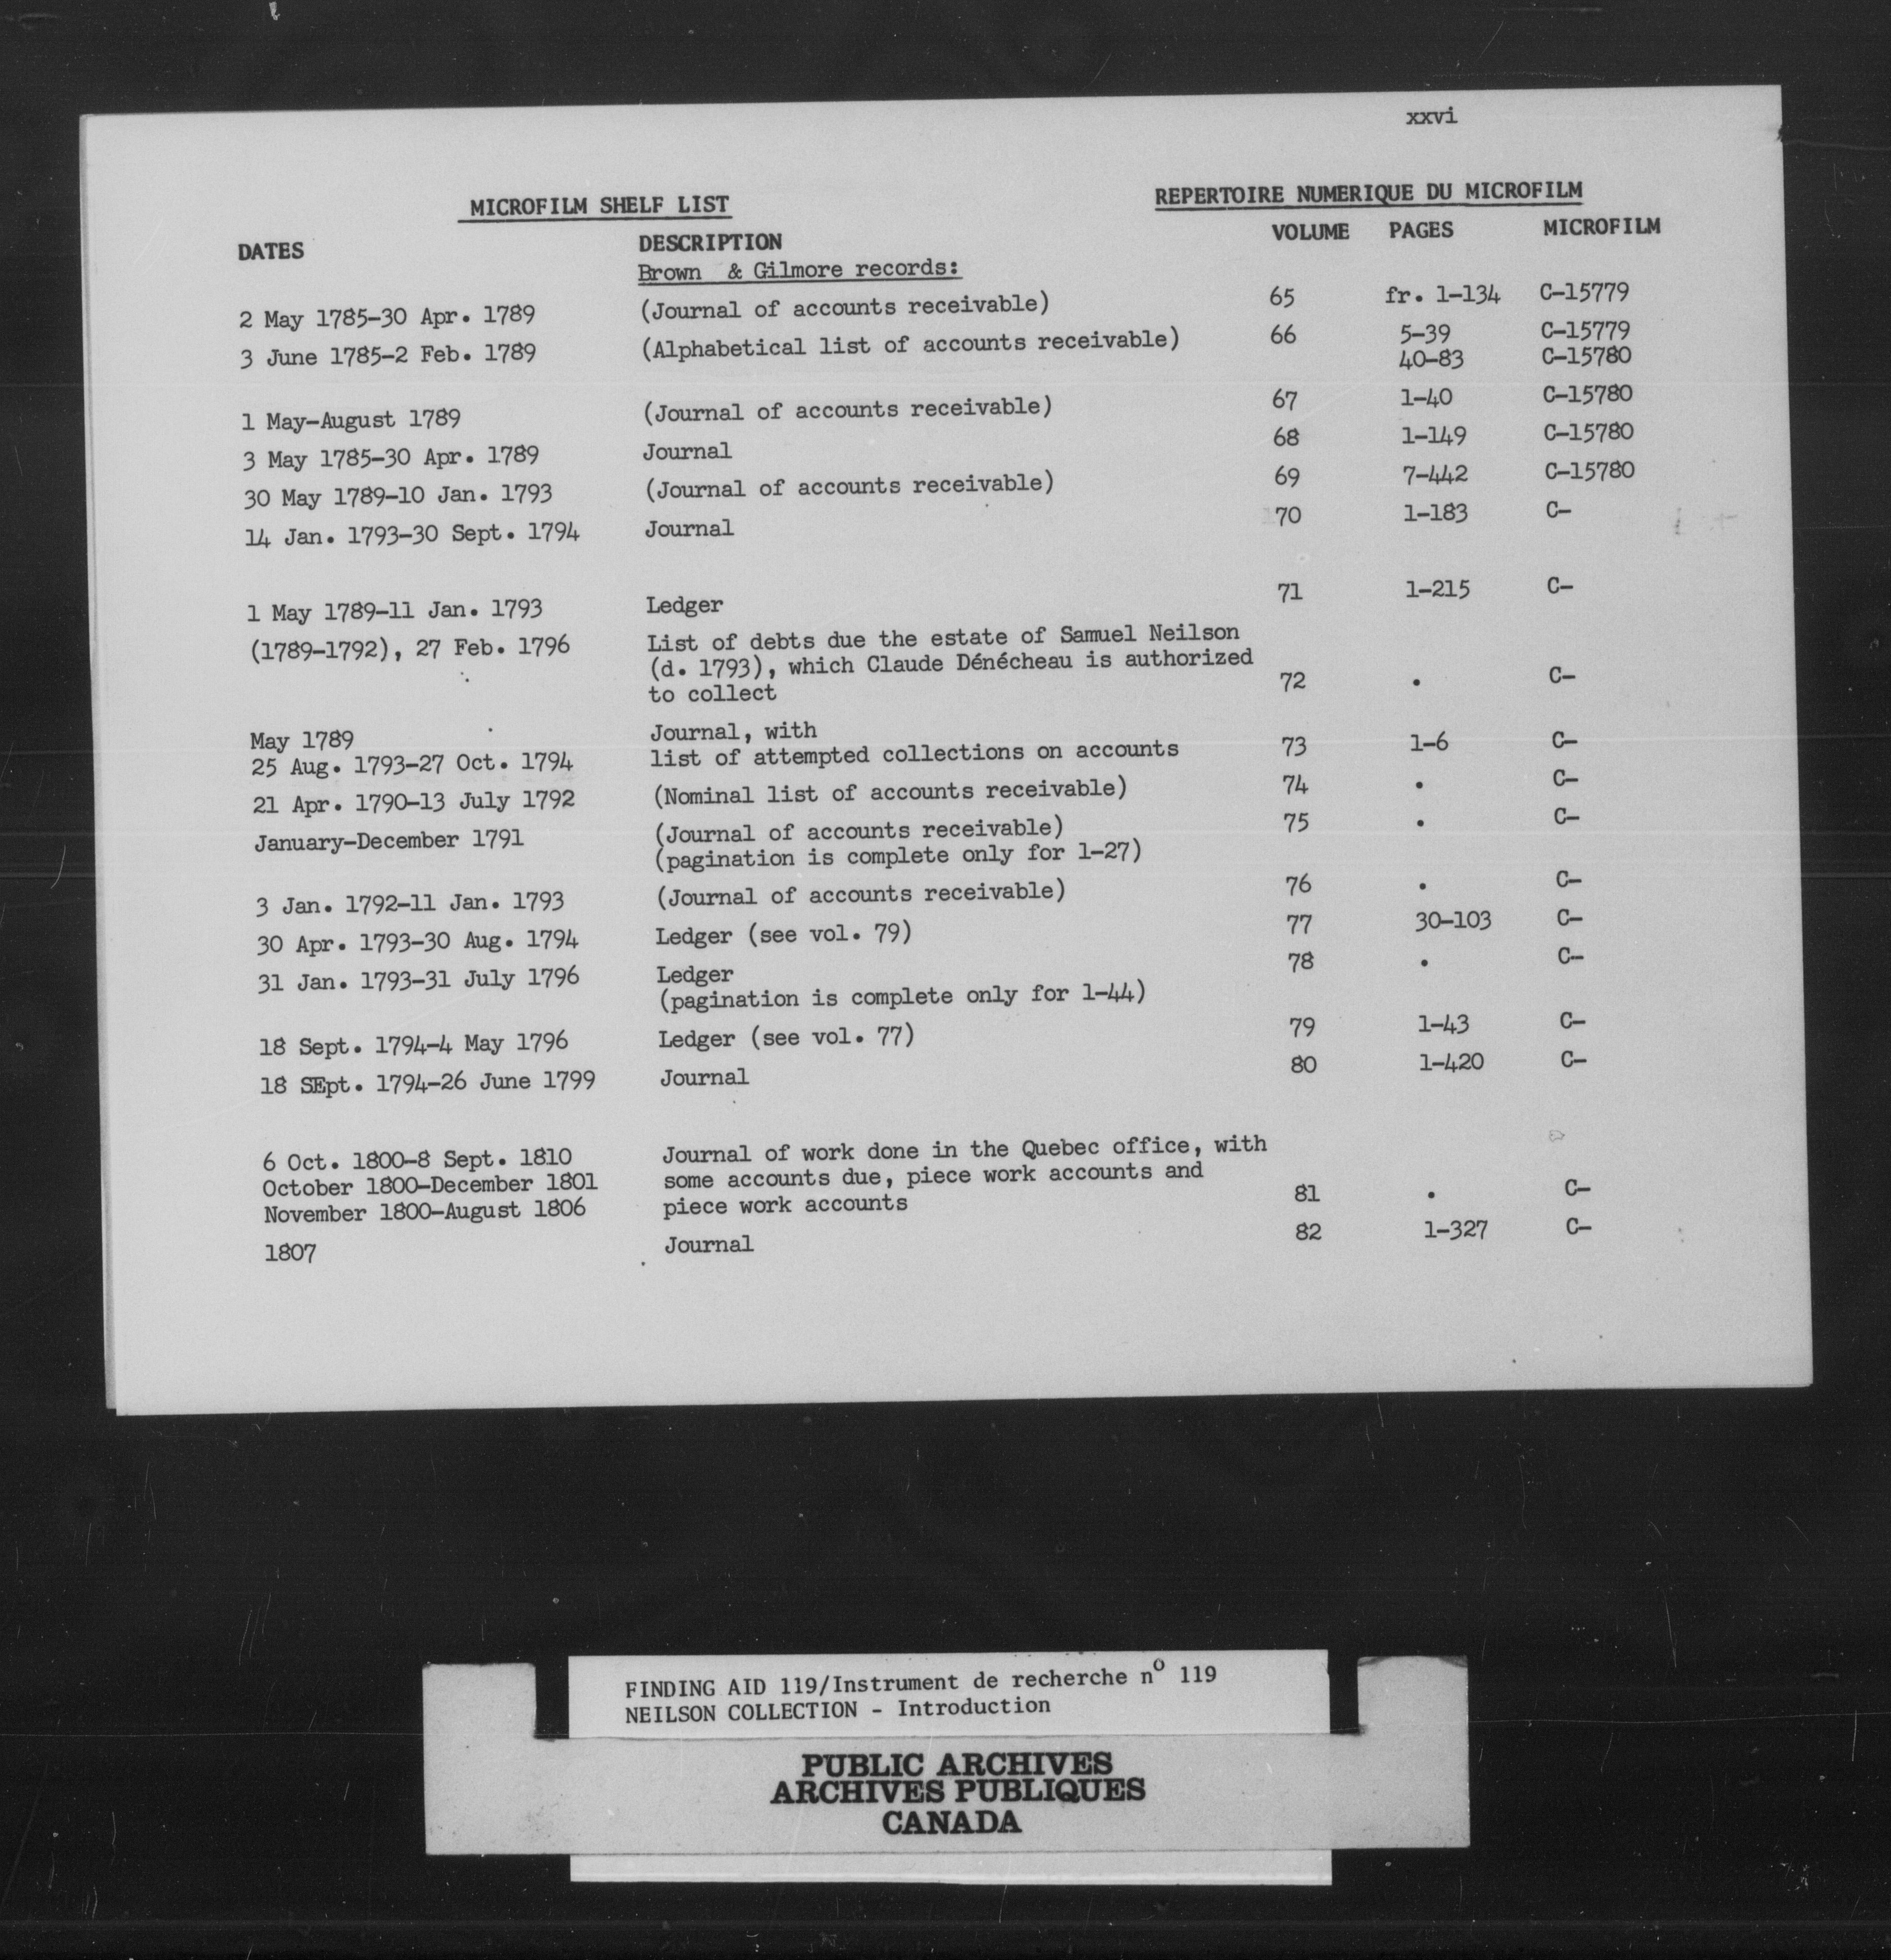 xxvi
MICROFILM SHELF LIST REPERTOIRE NUMERIQUE DU MICROFILM
DATES DESCRIPTION VOLUME PAGES MICROFILM
Brown & Gilmore records:
2 May 1785-30 Apr. 1789 (Journal of accounts receivable) 65 fr. 1-134 C-15779
3 June 1785-2 Feb. 1789 (Alphabetical list of accounts receivable) 66 5-39 C-15779
40-83 C-15780
1 May-August 1789 (Journal of accounts receivable) 67 1-40 C-15780
3 May 1785-30 Apr. 1789 Journal 68 1-149 C-15780
30 May 1789-10 Jan. 1793 (Journal of accounts receivable) 69 7-442 C-15780
14 Jan. 1793-30 Sept. 1794 Journal 70 1-183 C-
1 May 1789-11 Jan. 1793 Ledger 71 1-215 C-
(1789-1792), 27 Feb. 1796 List of debts due the estate of Samuel Neilson
(d. 1793), which Claude Dénécheau is authorized
to collect 72 . C-
May 1789 Journal, with
25 Aug. 1793-27 Oct. 1794 list of attempted collections on accounts 73 1-6 C-
21 Apr. 1790-13 July 1792 (Nominal list of accounts receivable) 74 . C-
January-December 1791 (Journal of accounts receivable) 75 . C-
(pagination is complete only for 1-27)
3 Jan. 1792-11 Jan. 1793 (Journal of accounts receivable) 76 . C-
30 Apr. 1793-30 Aug. 1794 Ledger (see vol. 79) 77 30-103 C-
31 Jan. 1793-31 July 1796 Ledger 78 . C-
(pagination is complete only for 1-44)
18 Sept. 1794-4 May 1796 Ledger (see vol. 77) 79 1-43 C-
18 SEpt. 1794-26 June 1799 Journal 80 1-420 C-
6 Oct. 1800-8 Sept. 1810 Journal of work done in the Quebec office, with
October 1800-December 1801 some accounts due, piece work accounts and
November 1800-August 1806 piece work accounts 81 . C-
1807 Journal 82 1-327 C-
FINDING AID 119/Instrument de recherche nº 119
NEILSON COLLECTION - Introduction
PUBLIC ARCHIVES
ARCHIVES PUBLIQUES
CANADA